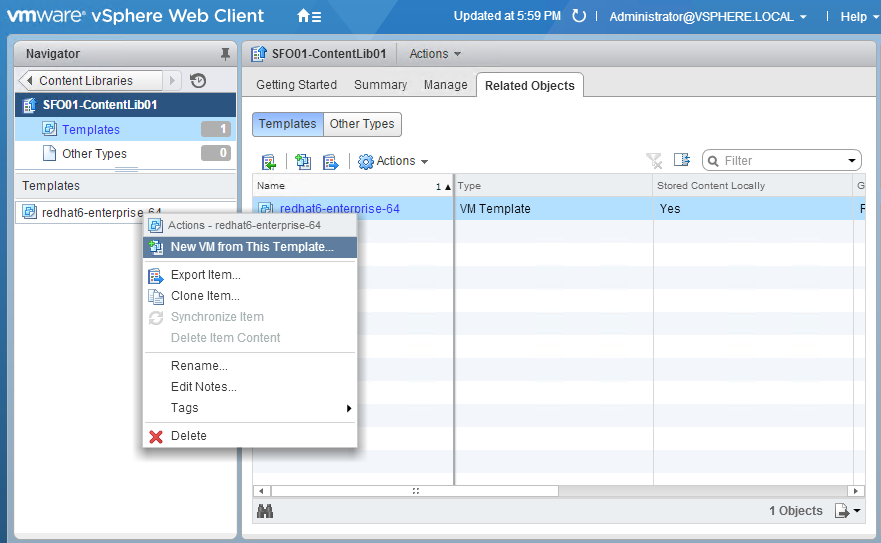 vmware® vSphere Web Client
Updated at 5:59 PM
Administrator@VSPHERE.LOCAL
Help
Navigator
Content Libraries
SFO01-ContentLib01
Templates 1
Other Types 0
Templates
redhat6-enterprise-64
SFO01-ContentLib01 Actions
Getting Started Summary Manage Related Objects
Templates Other Types
Actions
Filter
Name 1 Type Stored Content Locally
redhat6-enterprise-64 VM Template Yes
Actions - redhat6-enterprise-64
New VM from This Template...
Export Item...
Clone Item...
Synchronize Item
Delete Item Content
Rename...
Edit Notes...
Tags
Delete
1 Objects